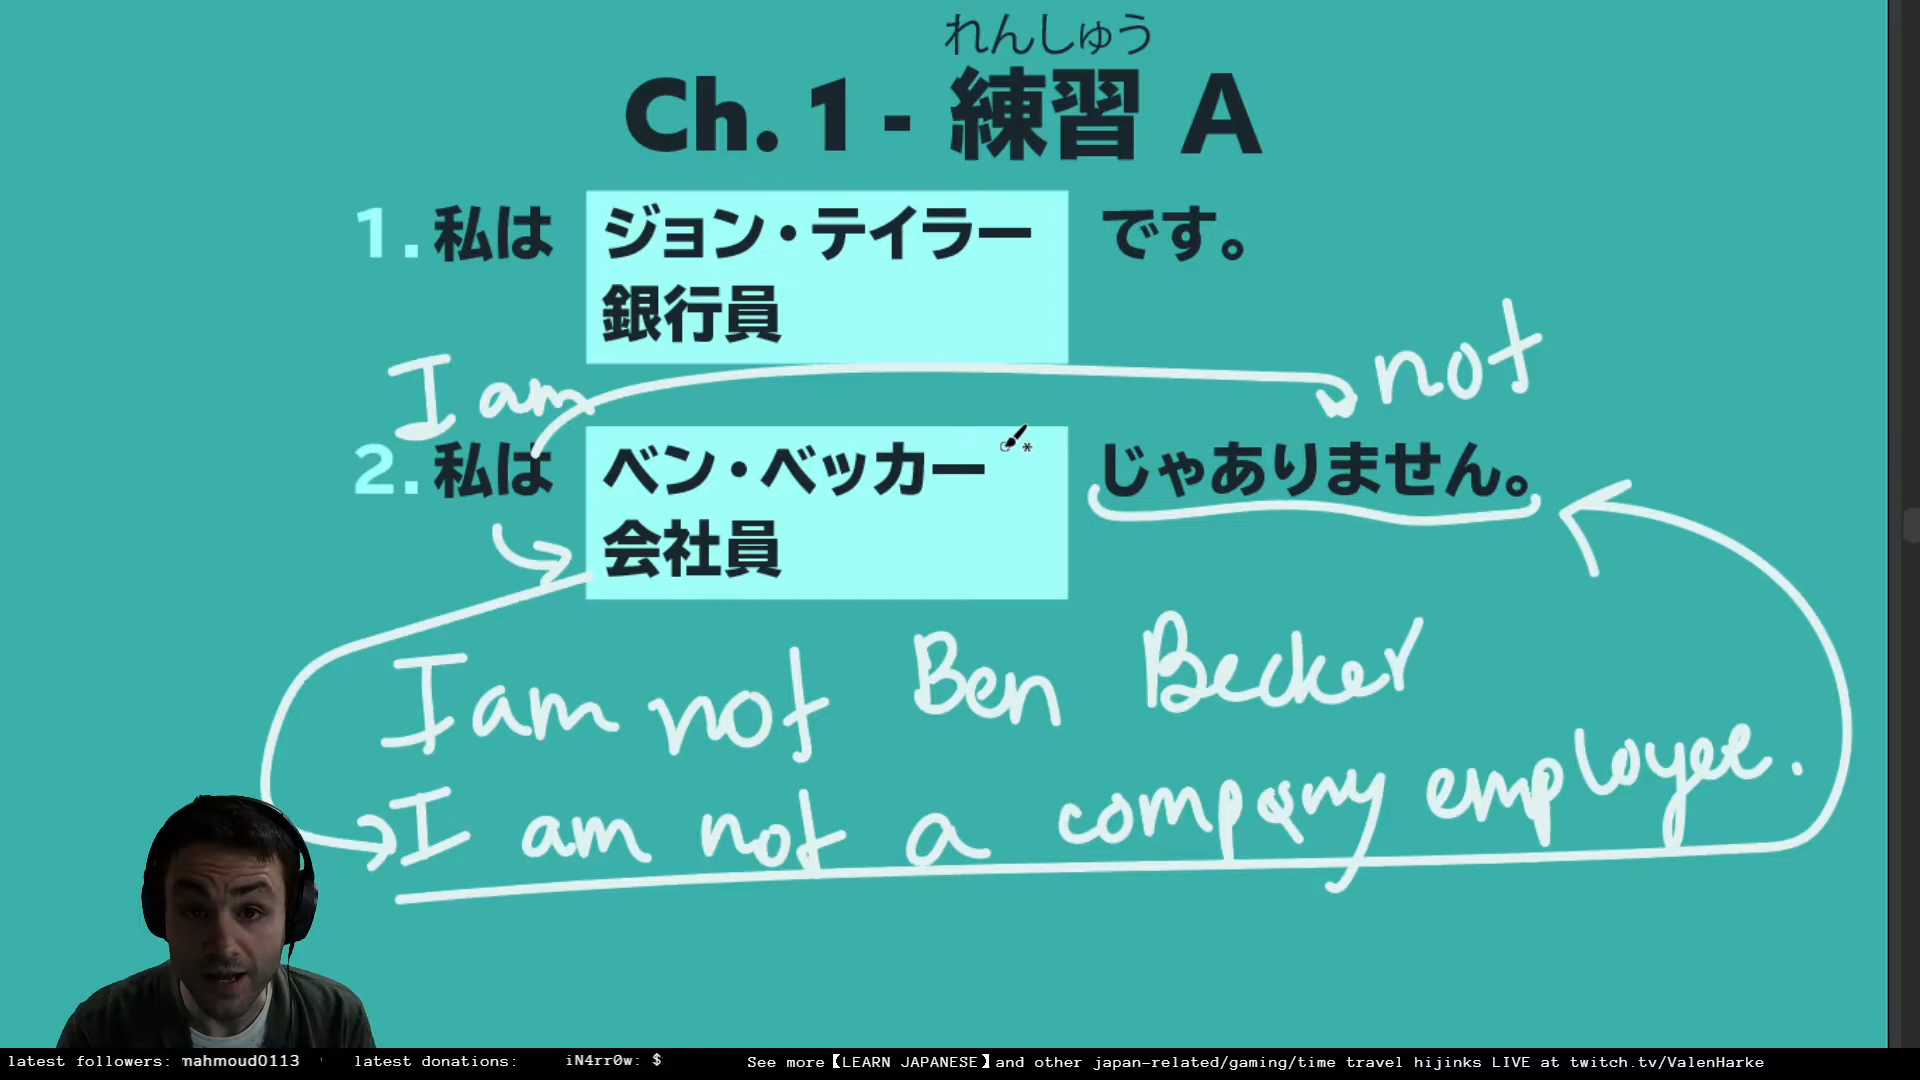 れんしゅう
Ch. 1 - 練習 A
1. 私は ジョン・テイラー です。
銀行員
I am not
2. 私は ベン・ベッカー じゃありません。
会社員
I am not Ben Becker
I am not a company employee.
latest followers: mahmoud0113 latest donations: iN4rr0w: $ See more【LEARN JAPANESE】and other japan-related/gaming/time travel hijinks LIVE at twitch.tv/ValenHarke